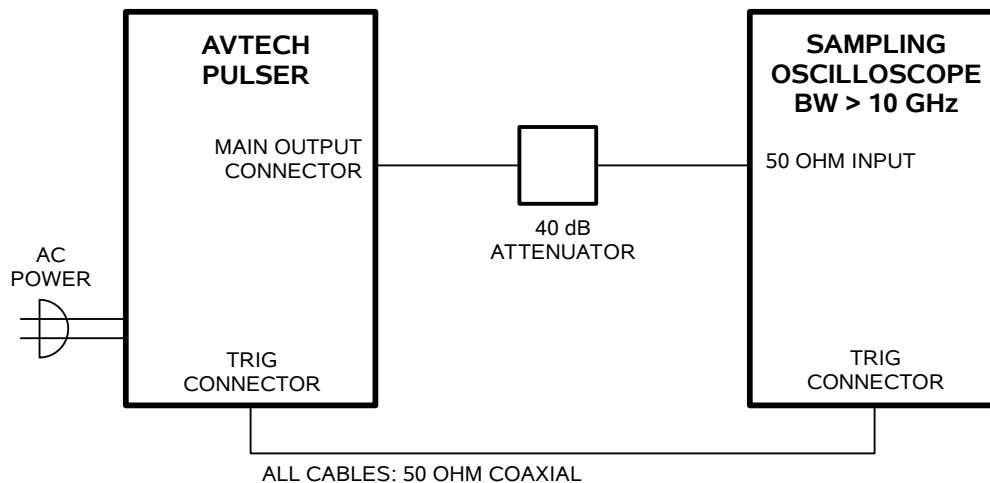 AVTECH
PULSER
SAMPLING
OSCILLOSCOPE
BW > 10 GHz
MAIN OUTPUT
CONNECTOR
50 OHM INPUT
40 dB
ATTENUATOR
AC
POWER
TRIG
CONNECTOR
TRIG
CONNECTOR
ALL CABLES: 50 OHM COAXIAL